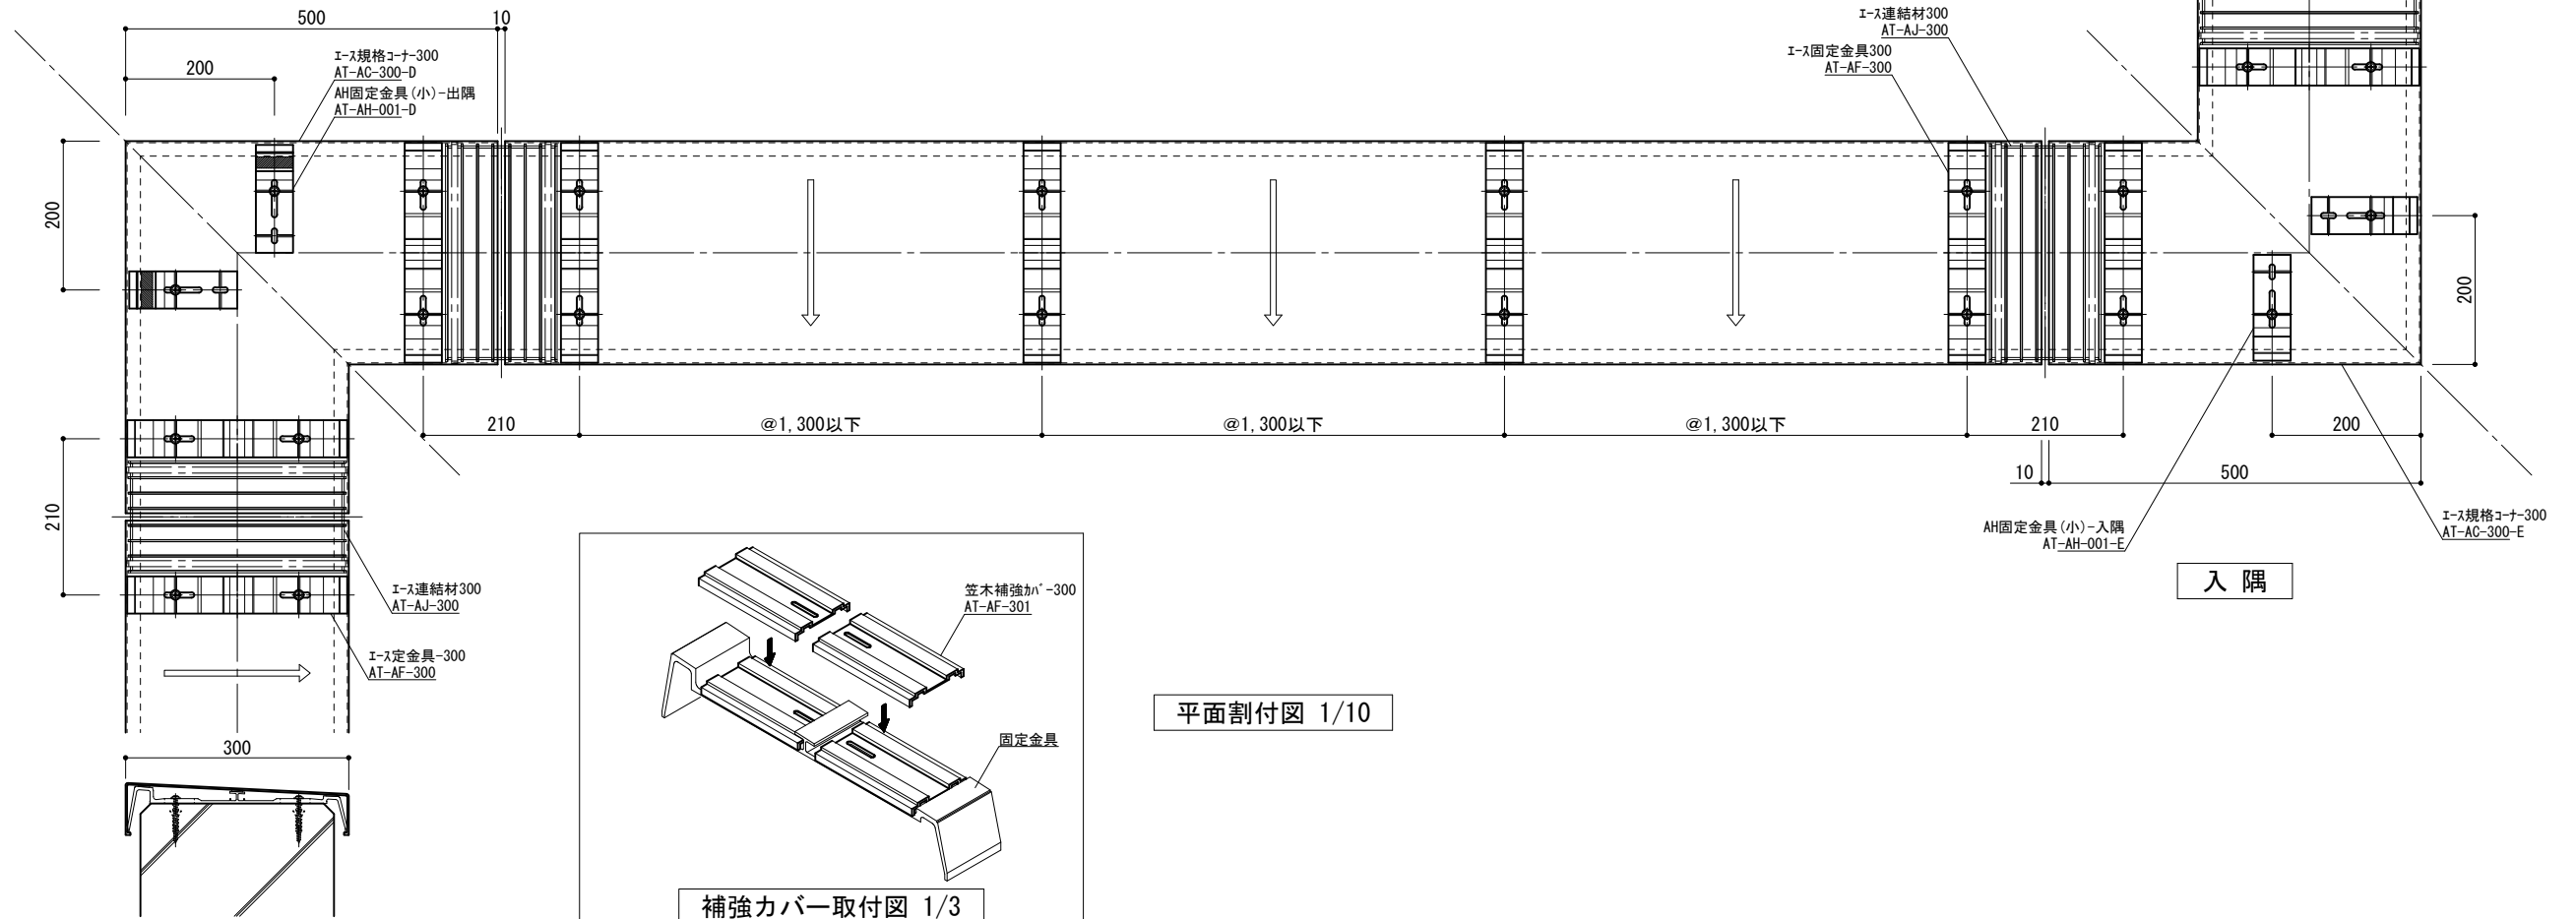 500
10
200
エース規格コーナー300
AT-AC-300-D
AH固定金具(小)-出隅
AT-AH-001-D
エース連結材300
AT-AJ-300
エース固定金具300
AT-AF-300
200
200
210
@1,300以下
@1,300以下
@1,300以下
210
200
10
500
210
エース連結材300
AT-AJ-300
エース定金具-300
AT-AF-300
AH固定金具(小)-入隅
AT-AH-001-E
エース規格コーナー300
AT-AC-300-E
入 隅
笠木補強カバー300
AT-AF-301
固定金具
平面割付図 1/10
300
補強カバー取付図 1/3